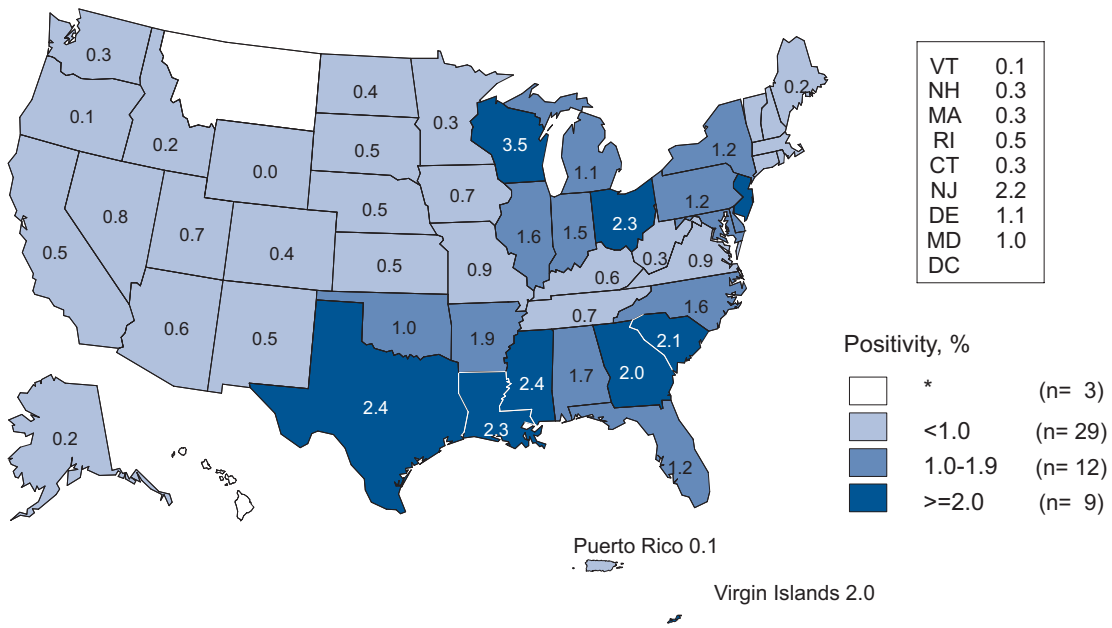 0.3
0.1
0.2
0.0
0.4
0.5
0.5
0.5
0.3
0.7
0.9
3.5
1.1
1.6
1.5
2.3
1.2
1.2
0.2
0.5
0.8
0.7
0.4
0.6
0.5
1.0
1.9
0.6
0.3
0.9
0.7
1.6
2.1
2.0
1.7
2.4
2.3
2.4
1.2
0.2
VT 0.1
NH 0.3
MA 0.3
RI 0.5
CT 0.3
NJ 2.2
DE 1.1
MD 1.0
DC
Positivity, %
* (n= 3)
<1.0 (n= 29)
1.0-1.9 (n= 12)
>=2.0 (n= 9)
Puerto Rico 0.1
Virgin Islands 2.0